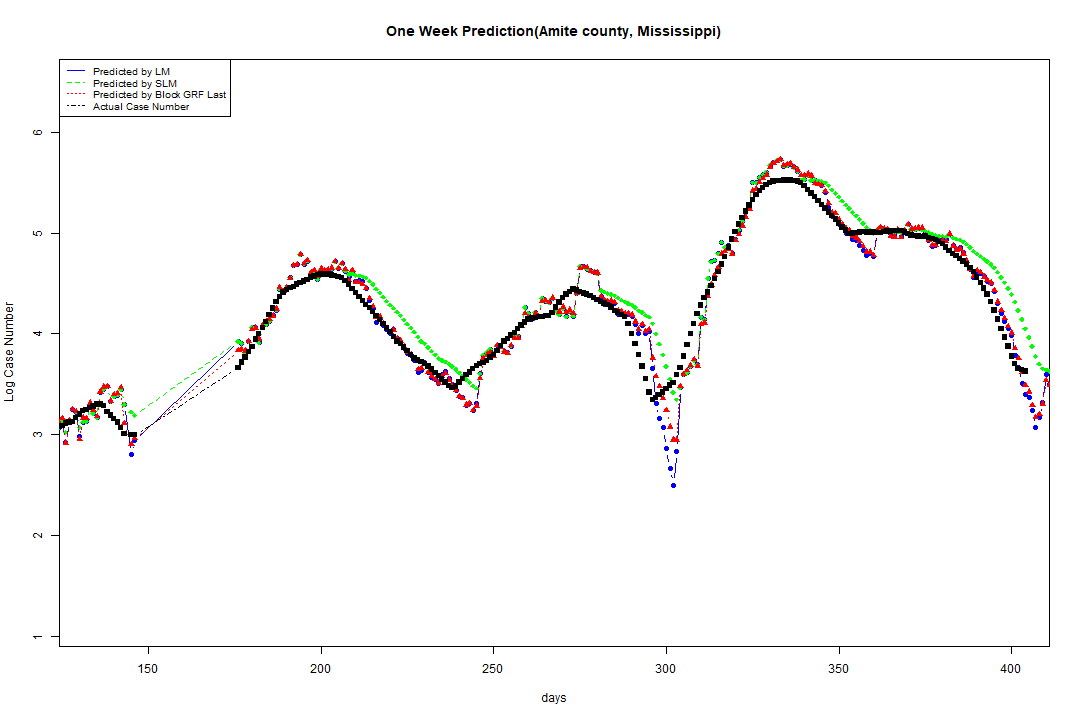 One Week Prediction(Amite county, Mississippi)
Predicted by LM
Predicted by SLM
Predicted by Block GRF Last
Actual Case Number
Log Case Number
6
5
4
3
2
1
150 200 250 300 350 400
days